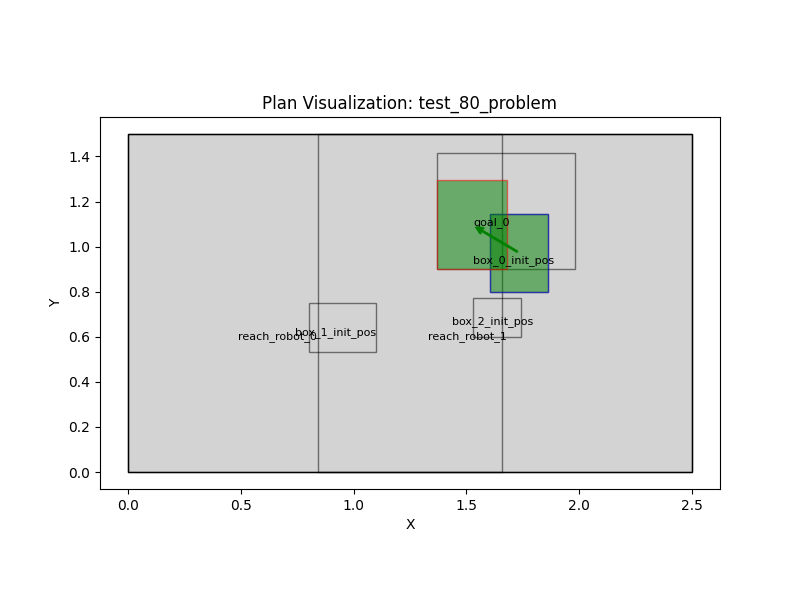 Plan Visualization: test_80_problem
Y
1.4
1.2
1.0
0.8
0.6
0.4
0.2
0.0
goal_0
box_0_init_pos
box_2_init_pos
box_1_init_pos
reach_robot_0
reach_robot_1
0.0 0.5 1.0 1.5 2.0 2.5
X